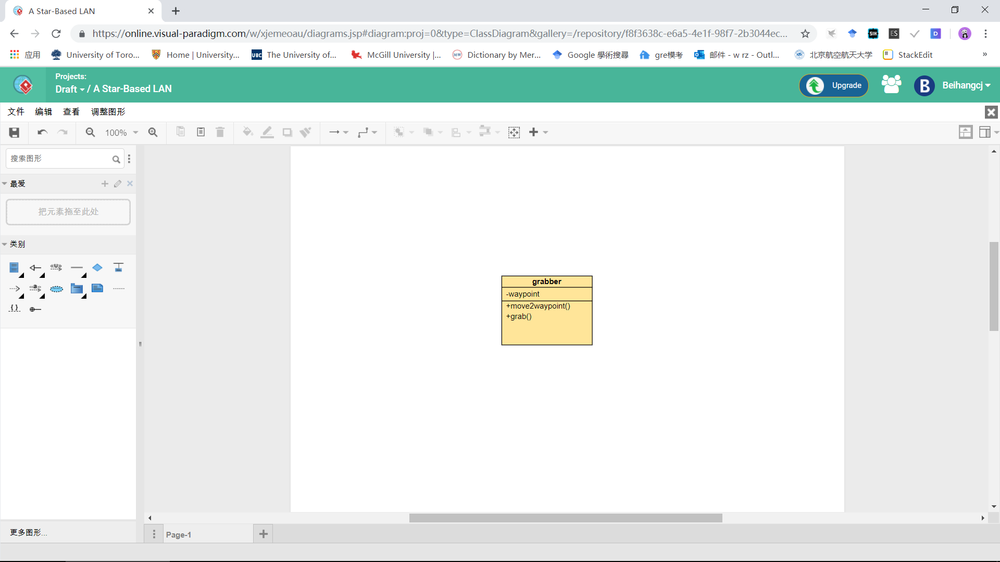 A Star-Based LAN
https://online.visual-paradigm.com/w/xjemeoau/diagrams.jsp#diagram:proj=0&type=ClassDiagram&gallery=/repository/f8f3638c-e6a5-4e1f-98f7-2b3044ec...
SIH
ES
D
应用
University of Toro...
Home | University...
UBC
The University of...
McGill University |...
M-W
Dictionary by Mer...
Google 學術搜尋
gre模考
邮件 - w rz - Outl...
北京航空航天大学
StackEdit
»
Projects:
Draft / A Star-Based LAN
Upgrade
B
Beihangcj
文件 编辑 查看 调整图形
100%
搜索图形
最爱
把元素拖至此处
类别
«U»
«a»
{}
更多图形...
grabber
-waypoint
+move2waypoint()
+grab()
Page-1